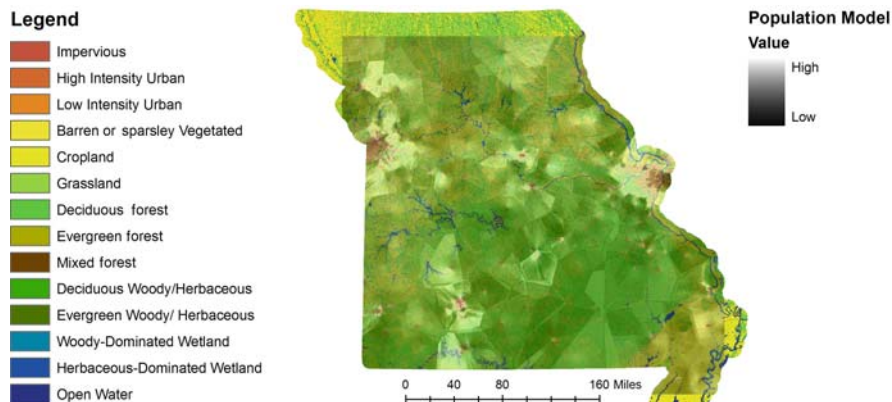 Legend
Impervious
High Intensity Urban
Low Intensity Urban
Barren or sparsley Vegetated
Cropland
Grassland
Deciduous forest
Evergreen forest
Mixed forest
Deciduous Woody/Herbaceous
Evergreen Woody/ Herbaceous
Woody-Dominated Wetland
Herbaceous-Dominated Wetland
Open Water
0 40 80 160 Miles
Population Model
Value
High
Low